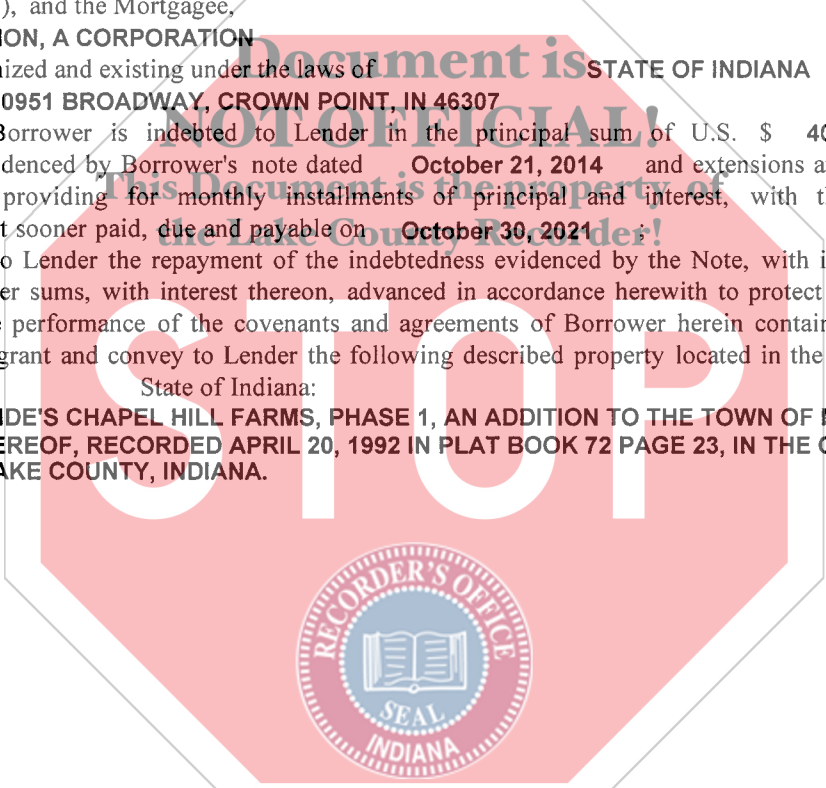 ), and the Mortgagee,
ION, A CORPORATION
ized and existing under the laws of STATE OF INDIANA
0951 BROADWAY, CROWN POINT, IN 46307
Borrower is indebted to Lender in the principal sum of U.S. $ 40
denced by Borrower's note dated October 21, 2014 and extensions a
providing for monthly installments of principal and interest, with t
t sooner paid, due and payable on October 30, 2021 ;
o Lender the repayment of the indebtedness evidenced by the Note, with i
er sums, with interest thereon, advanced in accordance herewith to protect
performance of the covenants and agreements of Borrower herein contain
grant and convey to Lender the following described property located in the
State of Indiana:
DE'S CHAPEL HILL FARMS, PHASE 1, AN ADDITION TO THE TOWN OF
EREOF, RECORDED APRIL 20, 1992 IN PLAT BOOK 72 PAGE 23, IN THE
AKE COUNTY, INDIANA.
Document is
NOT OFFICIAL!
This Document is the property of
the Lake County Recorder!
STOP
RECORDER'S OFFICE
SEAL
INDIANA